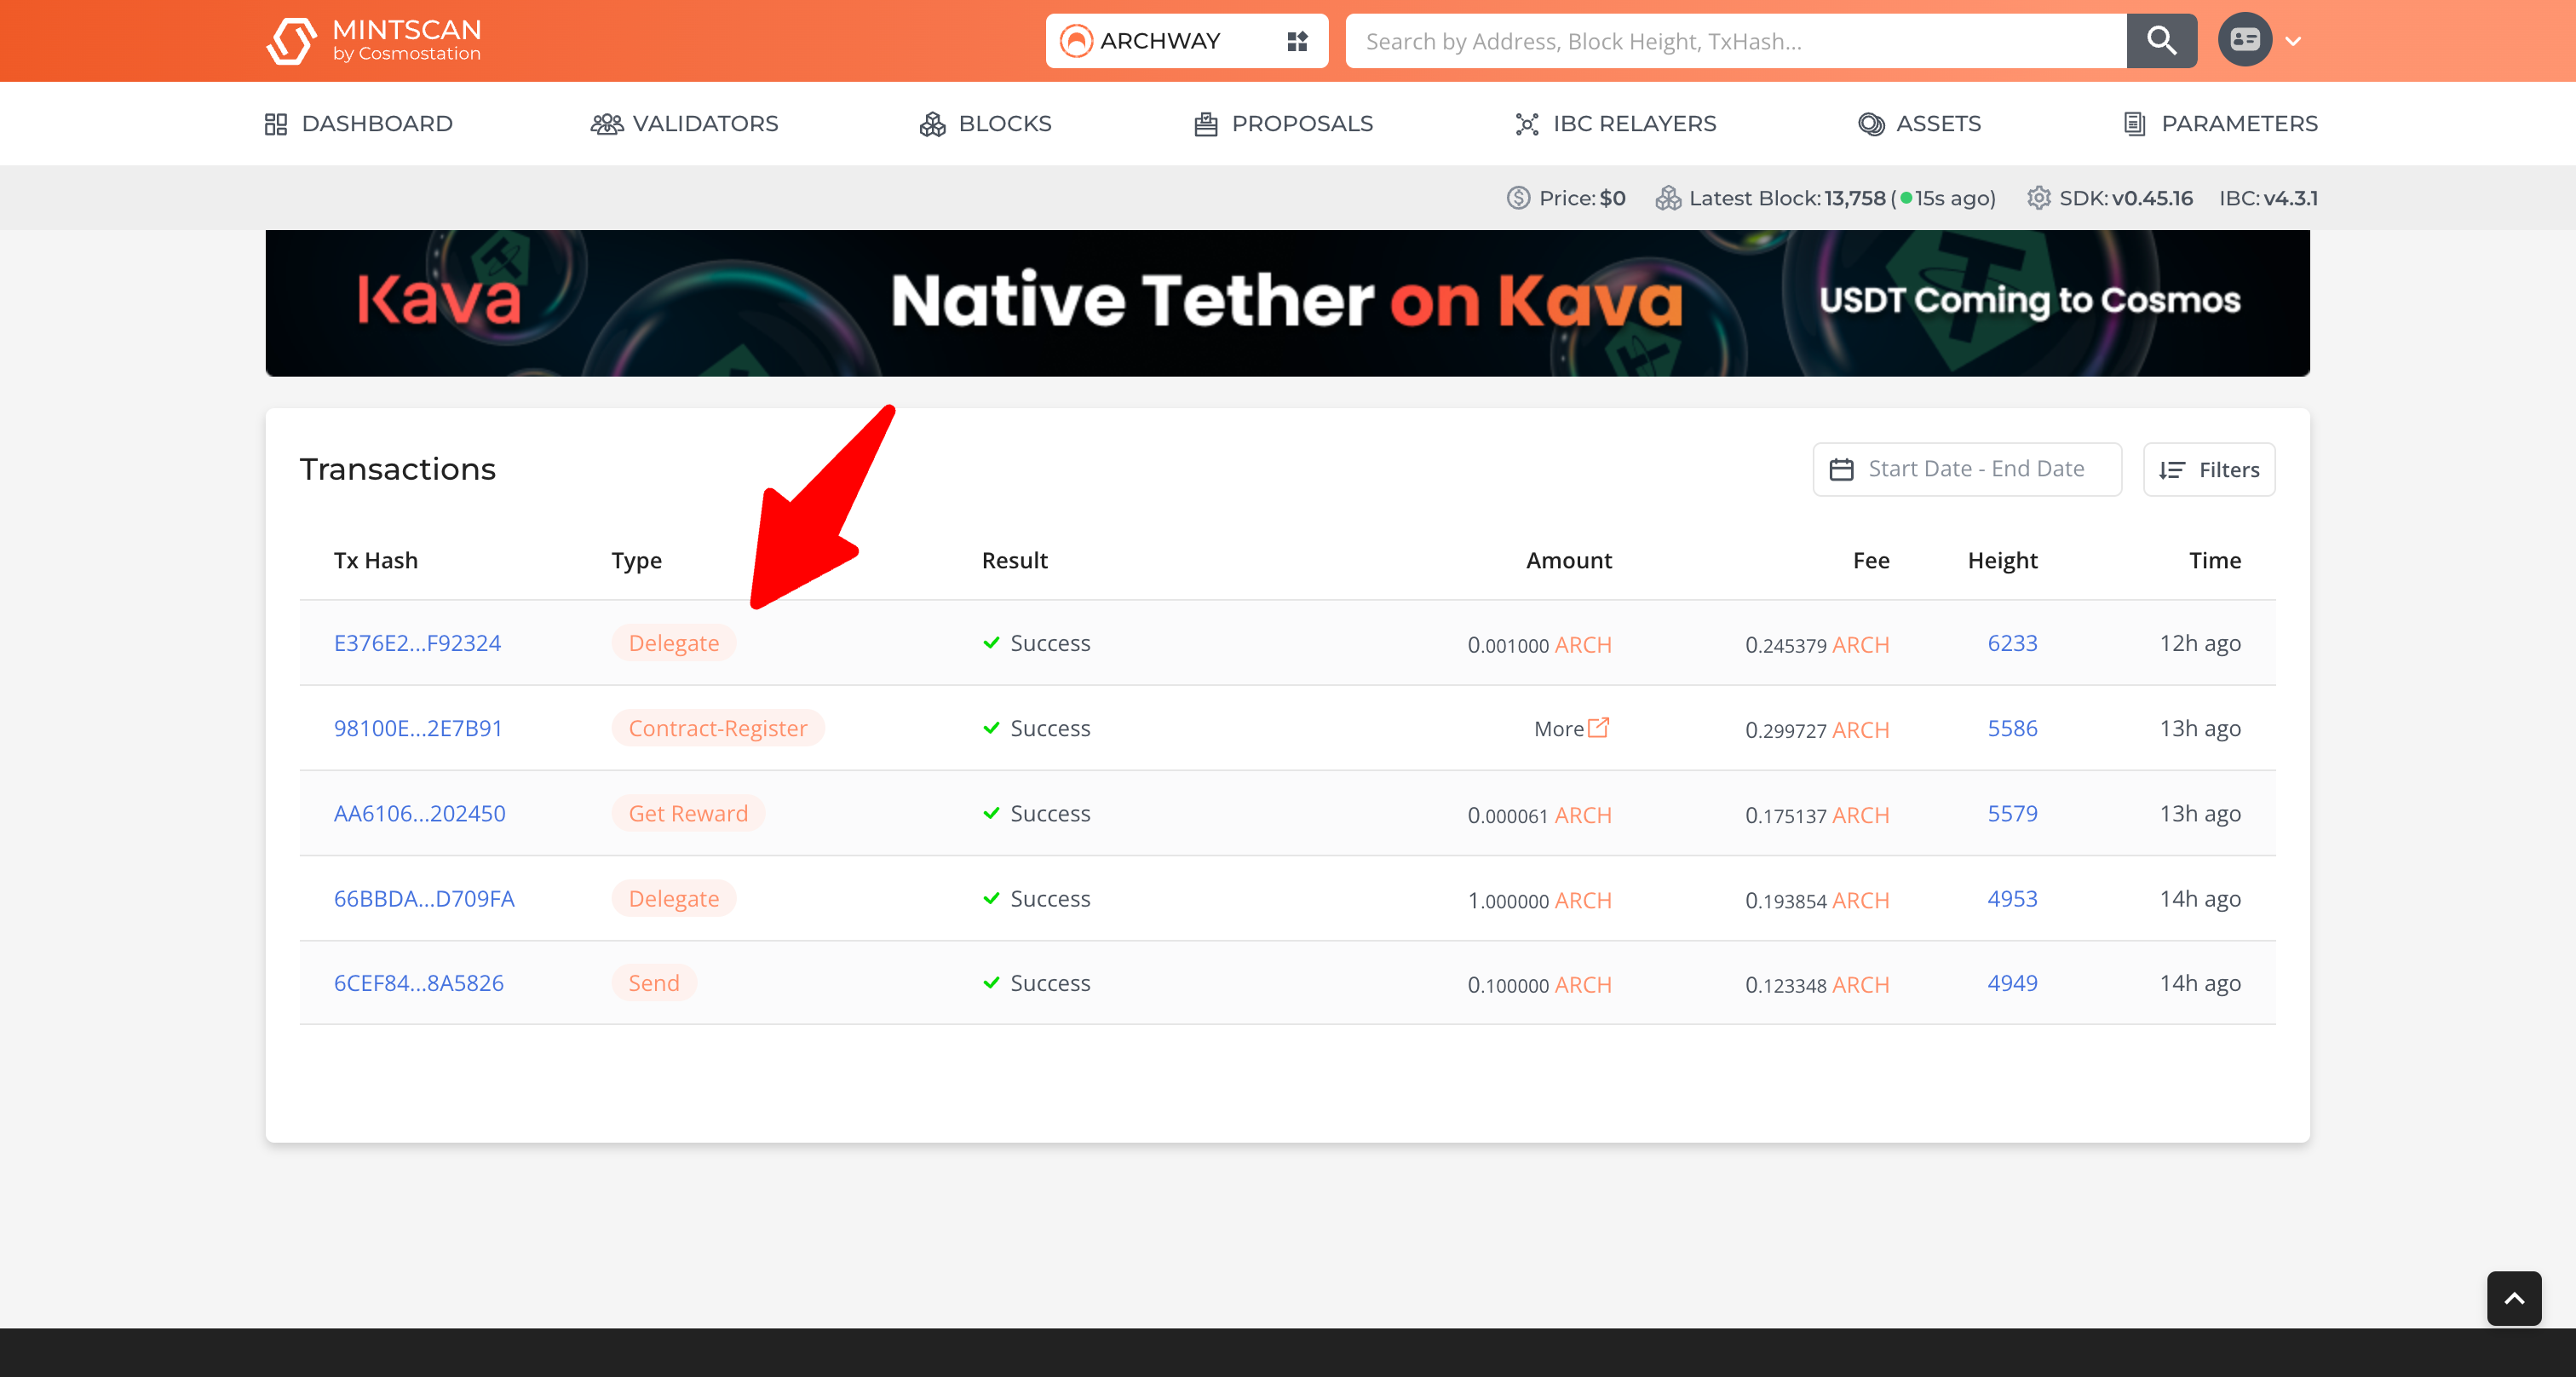 MINTSCAN
by Cosmostation
ARCHWAY
Search by Address, Block Height, TxHash...
DASHBOARD VALIDATORS BLOCKS PROPOSALS IBC RELAYERS ASSETS PARAMETERS
Price: $0 Latest Block: 13,758 ( 15s ago) SDK: v0.45.16 IBC: v4.3.1
Kava Native Tether on Kava USDT Coming to Cosmos
Transactions Start Date - End Date Filters
Tx Hash Type Result Amount Fee Height Time
E376E2...F92324 Delegate Success 0.001000 ARCH 0.245379 ARCH 6233 12h ago
98100E...2E7B91 Contract-Register Success More 0.299727 ARCH 5586 13h ago
AA6106...202450 Get Reward Success 0.000061 ARCH 0.175137 ARCH 5579 13h ago
66BBDA...D709FA Delegate Success 1.000000 ARCH 0.193854 ARCH 4953 14h ago
6CEF84...8A5826 Send Success 0.100000 ARCH 0.123348 ARCH 4949 14h ago